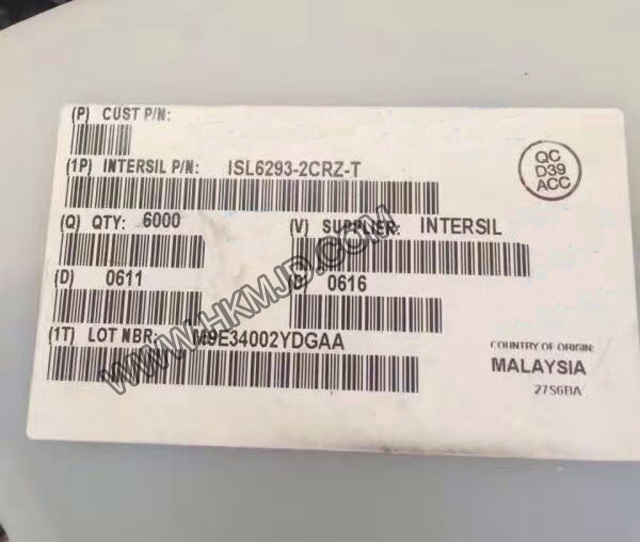 (P) CUST P/N:
(1P) INTERSIL P/N: ISL6293-2CRZ-T
QC
D39
ACC
(Q) QTY: 6000
(V) SUPPLIER: INTERSIL
(D) 0611
0616
(1T) LOT NBR: M9E34002YDGAA
COUNTRY OF ORIGIN:
MALAYSIA
27S6BA
WWW.HKMJD.COM